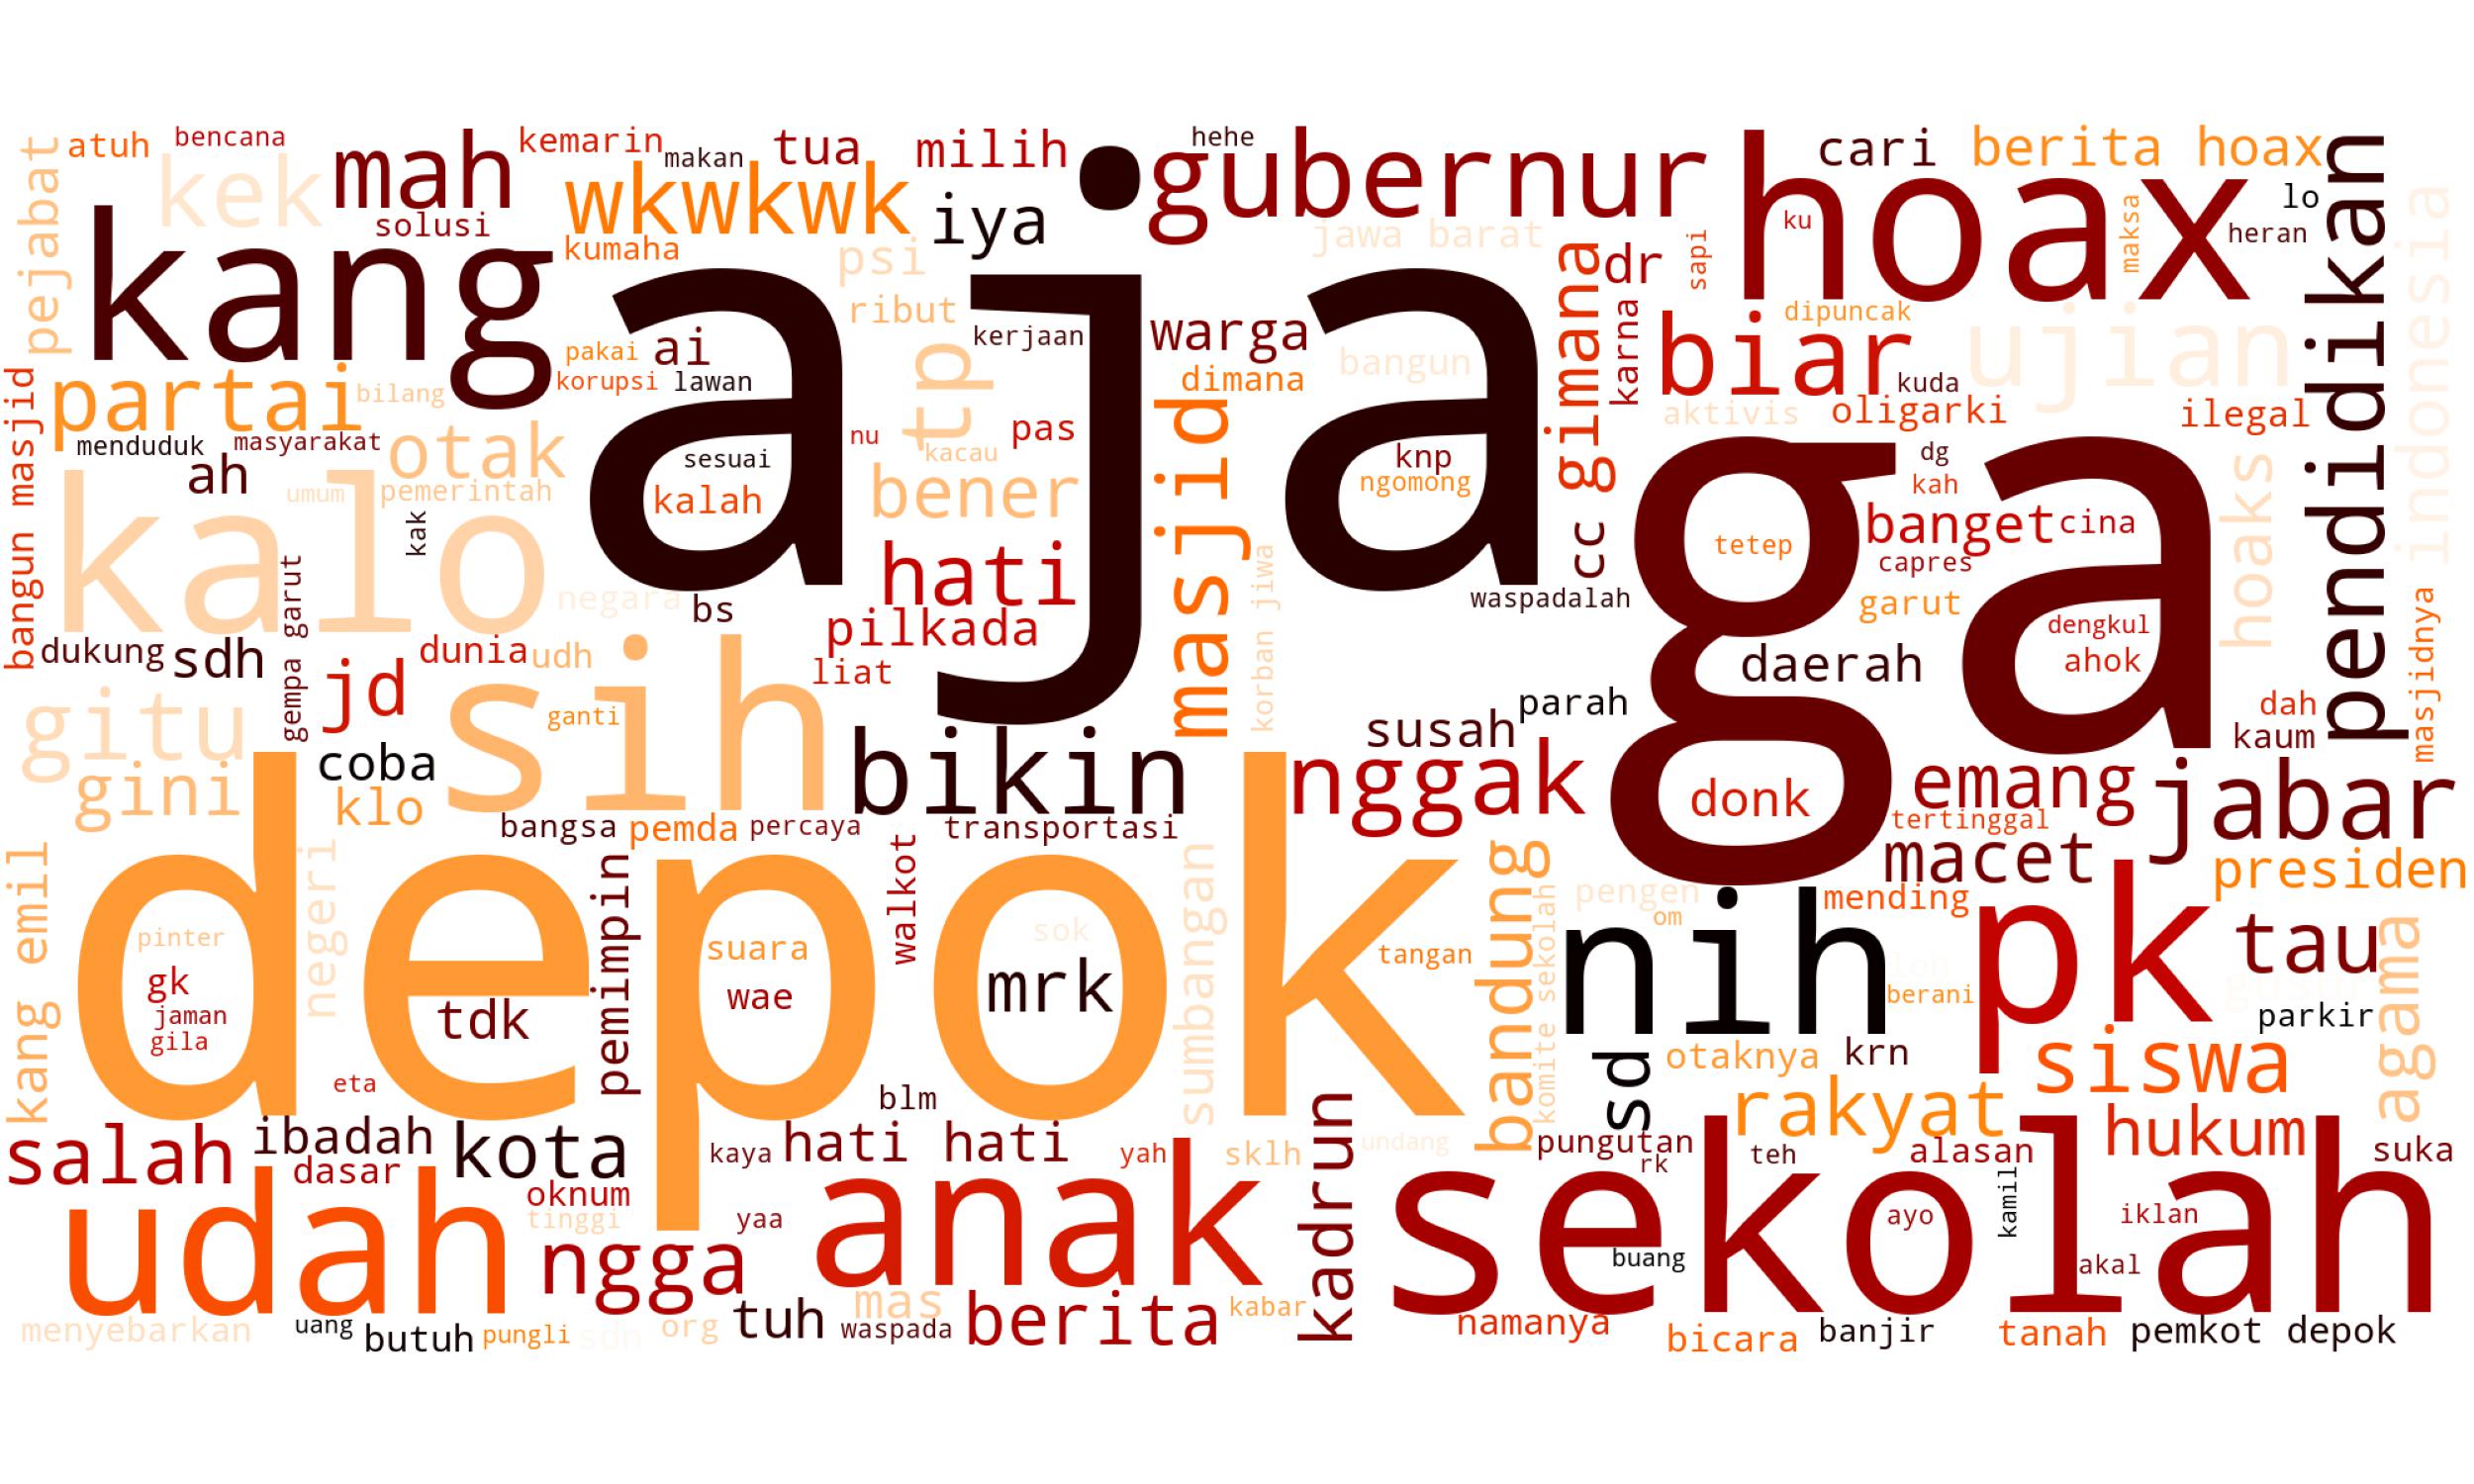 pejabat
atuh
bencana
kek
mah
solusi
kemarin
makan
tua
wkwkwk
kumaha
milih
iya
hehe
gubernur
psi
jawa barat
cari
berita hoax
hoax
ku
sapi
maksa
lo
heran
pendidikan
indonesia
kang
aja
ribut
tp
kerjaan
warga
bangun
dimana
gimana
dr
karna
biar
dipuncak
kuda
ujian
aktivis
oligarki
ilegal
partai
bilang
pakai
ai
korupsi
lawan
bangun masjid
menduduk
masyarakat
otak
ah
umum
pemerintah
kak
kalo
sesuai
kalah
nu
pas
kacau
bener
masjid
knp
ngomong
cc
ga
tetep
dg
kah
banget
cina
capres
garut
hoaks
waspadalah
negara
bs
hati
pilkada
liat
korban jiwa
gempa garut
dukung
sdh
jd
dunia
udh
sih
ganti
daerah
dengkul
ahok
dah
kaum
masjidnya
gitu
gini
coba
klo
bikin
susah
parah
nggak
donk
emang
jabar
tertinggal
macet
presiden
bangsa
pemda
percaya
transportasi
walkot
kang emil
negeri
depok
pinter
gk
jaman
gila
tdk
pemimpin
suara
wae
sok
mrk
sumbangan
tangan
bandung
komite sekolah
pengen
om
mending
nih
berani
pk
tau
parkir
agama
sd
otaknya
krn
siswa
rakyat
hukum
eta
blm
salah
ibadah
dasar
kota
oknum
tinggi
kaya
hati hati
yah
sklh
undang
kadrun
pungutan
rk
teh
alasan
suka
udah
ngga
yaa
anak
sekolah
buang
ayo
kamil
iklan
akal
menyebarkan
uang
butuh
pungli
sdn
org
tuh
mas
waspada
berita
kabar
namanya
bicara
banjir
tanah
pemkot depok